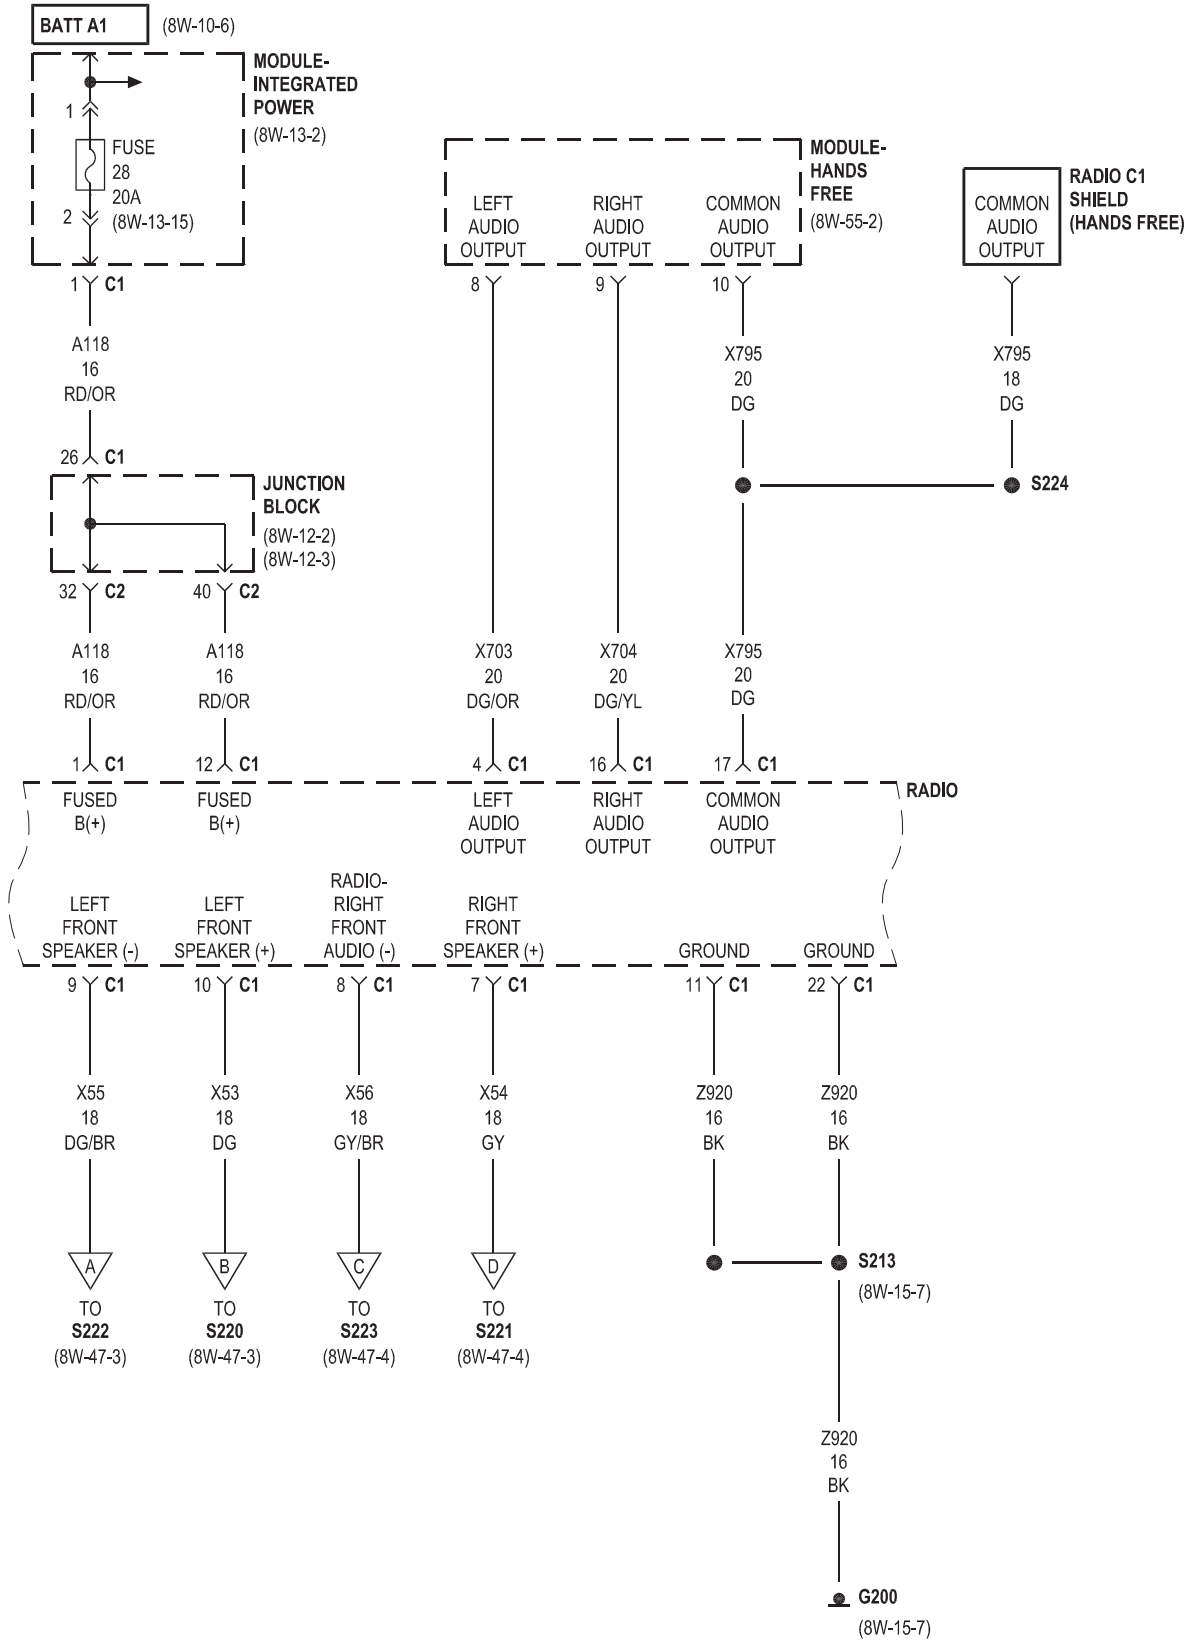 BATT A1 (8W-10-6)
MODULE-
INTEGRATED
POWER
(8W-13-2)
1
FUSE
28
20A
(8W-13-15)
2
1 C1
A118
16
RD/OR
26 C1
JUNCTION
BLOCK
(8W-12-2)
(8W-12-3)
32 C2
40 C2
A118
16
RD/OR
A118
16
RD/OR
1 C1
12 C1
MODULE-
HANDS
FREE
(8W-55-2)
LEFT
AUDIO
OUTPUT
RIGHT
AUDIO
OUTPUT
COMMON
AUDIO
OUTPUT
8
9
10
RADIO C1
SHIELD
(HANDS FREE)
COMMON
AUDIO
OUTPUT
X795
20
DG
X795
18
DG
S224
X703
20
DG/OR
X704
20
DG/YL
X795
20
DG
4 C1
16 C1
17 C1
RADIO
FUSED
B(+)
FUSED
B(+)
LEFT
AUDIO
OUTPUT
RIGHT
AUDIO
OUTPUT
COMMON
AUDIO
OUTPUT
LEFT
FRONT
SPEAKER (-)
LEFT
FRONT
SPEAKER (+)
RADIO-
RIGHT
FRONT
AUDIO (-)
RIGHT
FRONT
SPEAKER (+)
GROUND
GROUND
9 C1
10 C1
8 C1
7 C1
11 C1
22 C1
X55
18
DG/BR
X53
18
DG
X56
18
GY/BR
X54
18
GY
Z920
16
BK
Z920
16
BK
A
TO
S222
(8W-47-3)
B
TO
S220
(8W-47-3)
C
TO
S223
(8W-47-4)
D
TO
S221
(8W-47-4)
S213
(8W-15-7)
Z920
16
BK
G200
(8W-15-7)